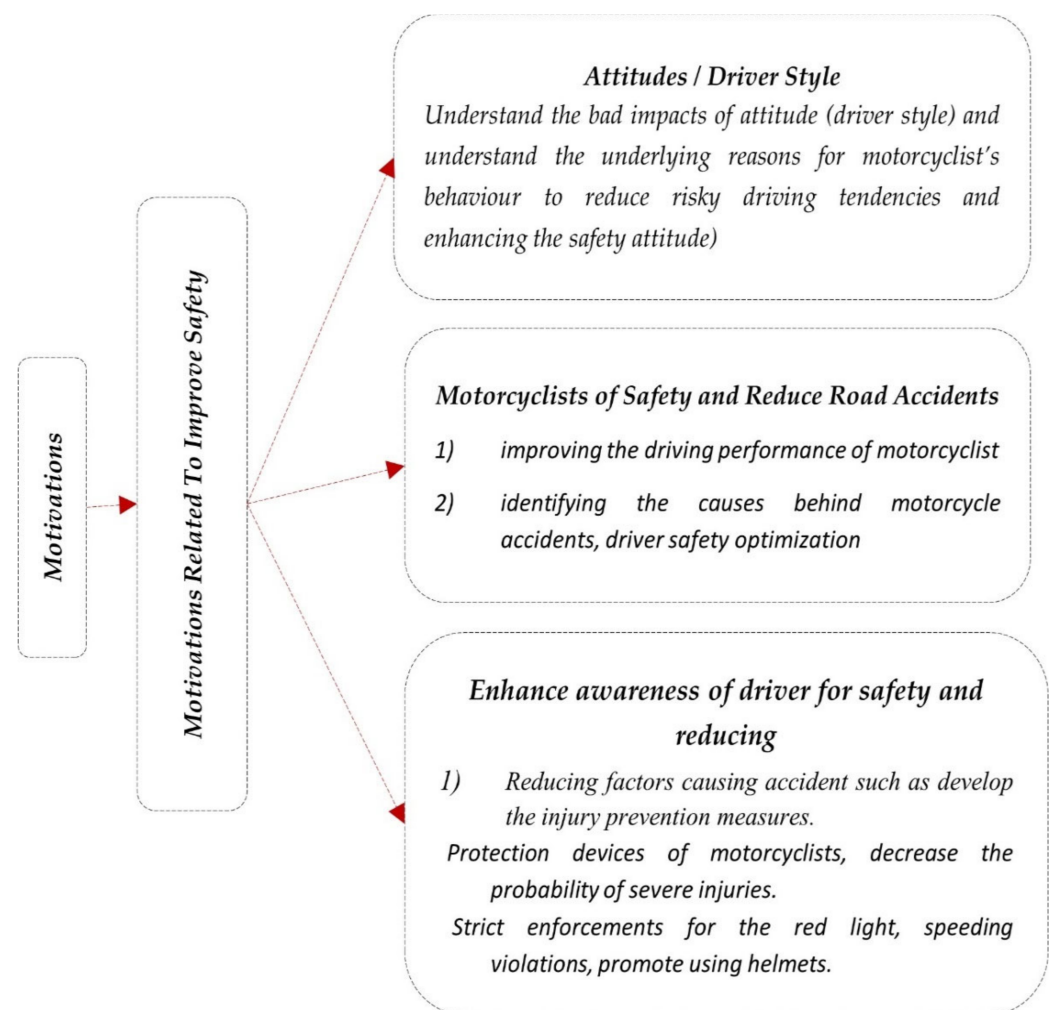 Motivations
Motivations Related To Improve Safety
Attitudes / Driver Style
Understand the bad impacts of attitude (driver style) and
understand the underlying reasons for motorcyclist's
behaviour to reduce risky driving tendencies and
enhancing the safety attitude)
Motorcyclists of Safety and Reduce Road Accidents
1) improving the driving performance of motorcyclist
2) identifying the causes behind motorcycle
accidents, driver safety optimization
Enhance awareness of driver for safety and
reducing
1) Reducing factors causing accident such as develop
the injury prevention measures.
Protection devices of motorcyclists, decrease the
probability of severe injuries.
Strict enforcements for the red light, speeding
violations, promote using helmets.